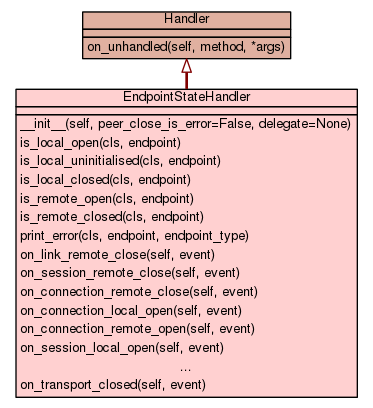 Handler
on_unhandled(self, method, *args)
EndpointStateHandler
__init__(self, peer_close_is_error=False, delegate=None)
is_local_open(cls, endpoint)
is_local_uninitialised(cls, endpoint)
is_local_closed(cls, endpoint)
is_remote_open(cls, endpoint)
is_remote_closed(cls, endpoint)
print_error(cls, endpoint, endpoint_type)
on_link_remote_close(self, event)
on_session_remote_close(self, event)
on_connection_remote_close(self, event)
on_connection_local_open(self, event)
on_connection_remote_open(self, event)
on_session_local_open(self, event)
...
on_transport_closed(self, event)